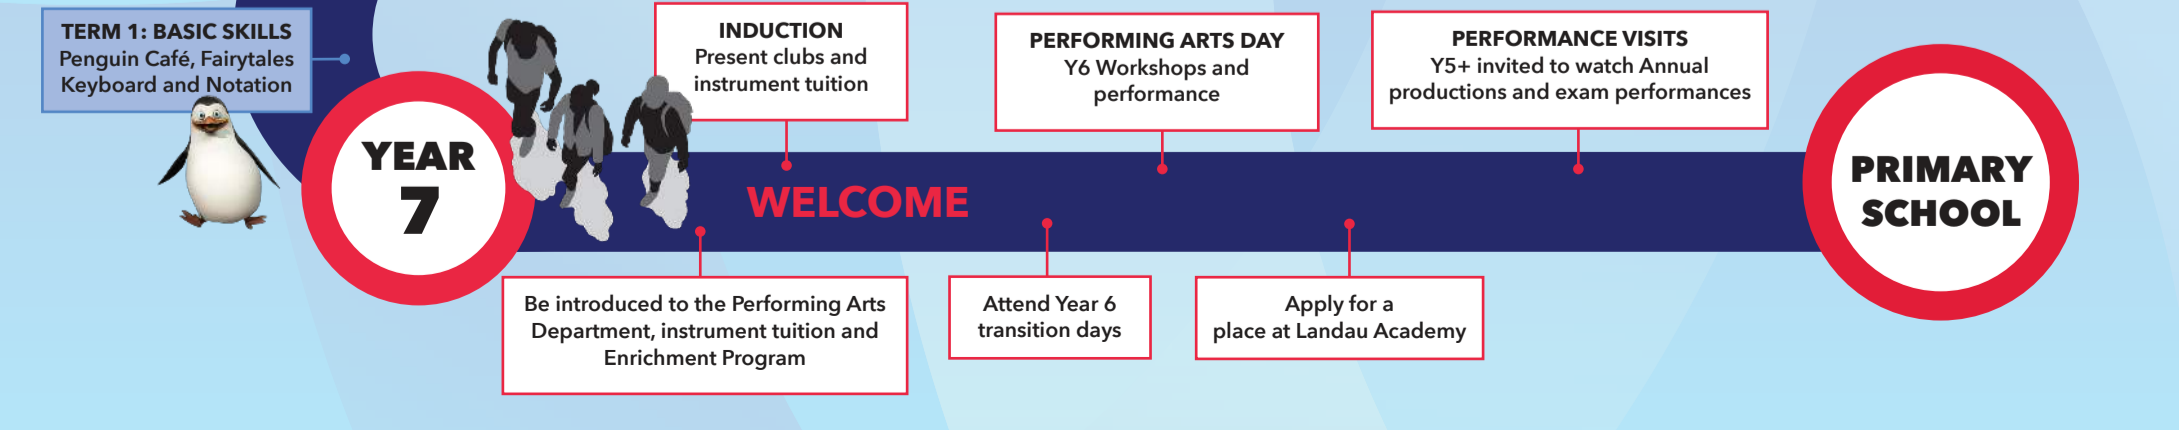 TERM 1: BASIC SKILLS
Penguin Café, Fairytales
Keyboard and Notation
INDUCTION
Present clubs and
instrument tuition
PERFORMING ARTS DAY
Y6 Workshops and
performance
PERFORMANCE VISITS
Y5+ invited to watch Annual
productions and exam performances
YEAR
7
WELCOME
PRIMARY
SCHOOL
Be introduced to the Performing Arts
Department, instrument tuition and
Enrichment Program
Attend Year 6
transition days
Apply for a
place at Landau Academy